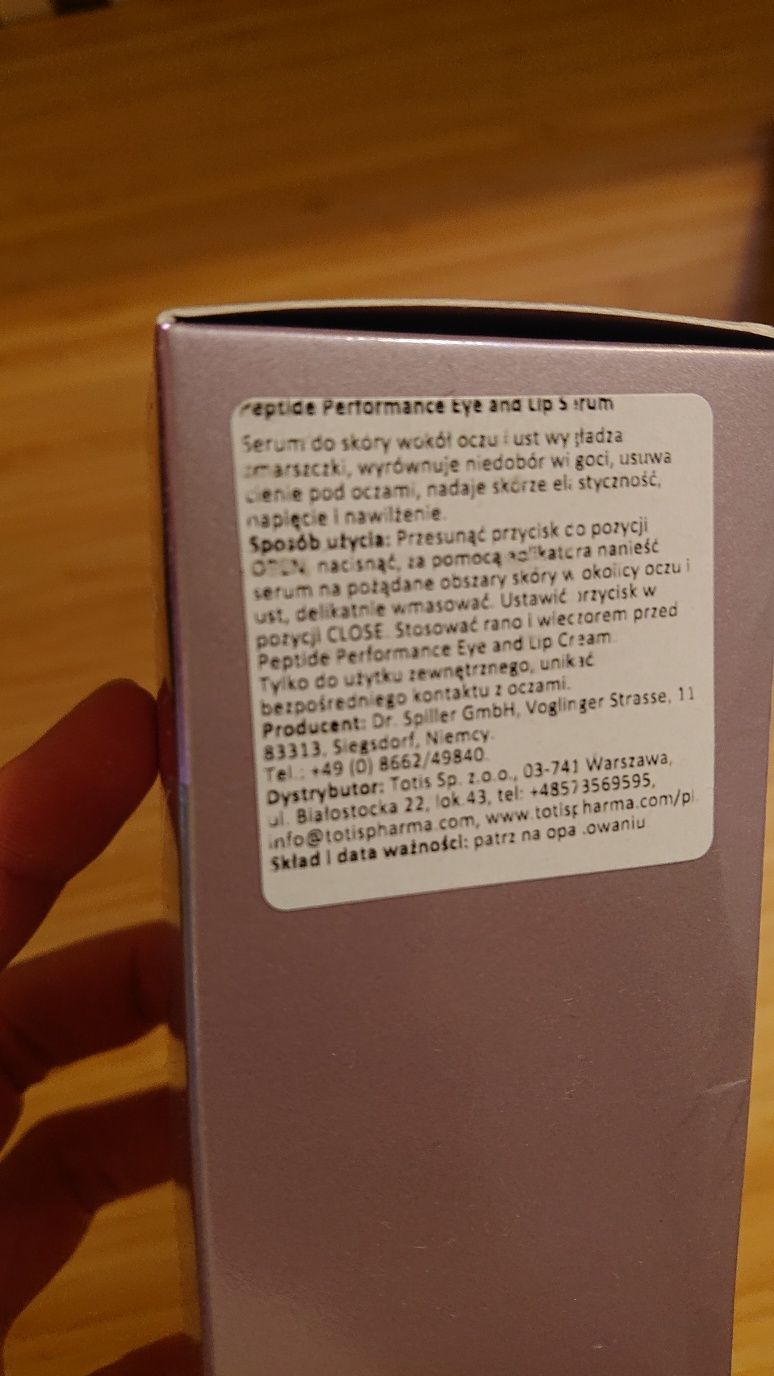 Peptide Performance Eye and Lip Serum
Serum do skóry wokół oczu i ust wygładza
zmarszczki, wyrównuje niedobór wilgoci, usuwa
cienie pod oczami, nadaje skórze elastyczność,
napięcie i nawilżenie.
Sposób użycia: Przesunąć przycisk do pozycji
OPEN, nacisnąć, za pomocą aplikatora nanieść
serum na pożądane obszary skóry w okolicy oczu i
ust, delikatnie wmasować. Ustawić przycisk w
pozycji CLOSE. Stosować rano i wieczorem przed
Peptide Performance Eye and Lip Cream.
Tylko do użytku zewnętrznego, unikać
bezpośredniego kontaktu z oczami.
Producent: Dr. Spiller GmbH, Voglinger Strasse, 11
83313, Siegsdorf, Niemcy.
Tel.: +49 (0) 8662/49840.
Dystrybutor: Totis Sp. z.o.o., 03-741 Warszawa,
ul. Białostocka 22, lok.43, tel: +48573569595,
info@totispharma.com, www.totispharma.com/pl
Skład i data ważności: patrz na opakowaniu